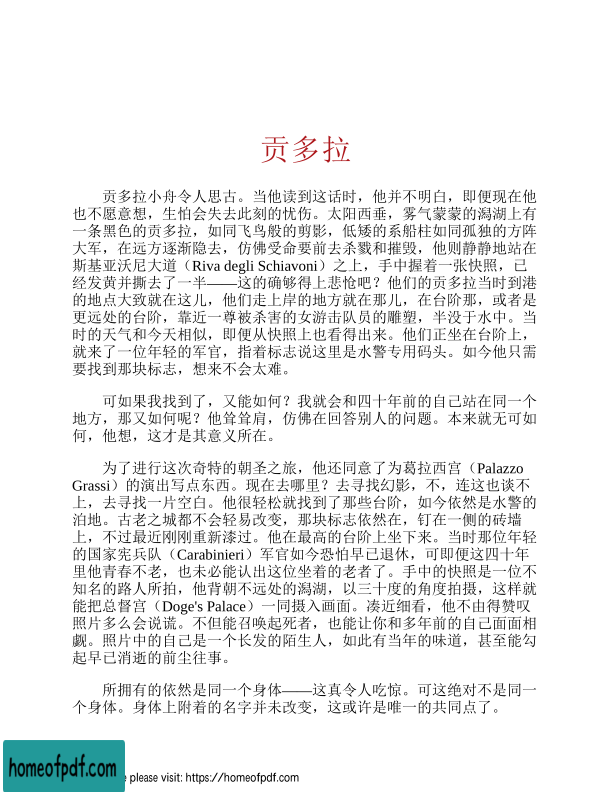 贡多拉
贡多拉小舟令人思古。当他读到这话时，他并不明白，即便现在他
也不愿意想，生怕会失去此刻的忧伤。太阳西垂，雾气蒙蒙的潟湖上有
一条黑色的贡多拉，如同飞鸟般的剪影，低矮的系船柱如同孤独的方阵
大军，在远方逐渐隐去，仿佛受命要前去杀戮和摧毁，他则静静地站在
斯基亚沃尼大道（Riva degli Schiavoni）之上，手中握着一张快照，已
经发黄并撕去了一半——这的确够得上悲怆吧？他们的贡多拉当时到港
的地点大致就在这儿，他们走上岸的地方就在那儿，在台阶那，或者是
更远处的台阶，靠近一尊被杀害的女游击队员的雕塑，半没于水中。当
时的天气和今天相似，即便从快照上也看得出来。他们正坐在台阶上，
就来了一位年轻的军官，指着标志说这里是水警专用码头。如今他只需
要找到那块标志，想来不会太难。
可如果我找到了，又能如何？我就会和四十年前的自己站在同一个
地方，那又如何呢？他耸耸肩，仿佛在回答别人的问题。本来就无可如
何，他想，这才是其意义所在。
为了进行这次奇特的朝圣之旅，他还同意了为葛拉西宫（Palazzo
Grassi）的演出写点东西。现在去哪里？去寻找幻影，不，连这也谈不
上，去寻找一片空白。他很轻松就找到了那些台阶，如今依然是水警的
泊地。古老之城都不会轻易改变，那块标志依然在，钉在一侧的砖墙
上，不过最近刚刚重新漆过。他在最高的台阶上坐下来。当时那位年轻
的国家宪兵队（Carabinieri）军官如今恐怕早已退休，可即便这四十年
里他青春不老，也未必能认出这位坐着的老者了。手中的快照是一位不
知名的路人所拍，他背朝不远处的潟湖，以三十度的角度拍摄，这样就
能把总督宫（Doge's Palace）一同摄入画面。凑近细看，他不由得赞叹
照片多么会说谎。不但能召唤起死者，也能让你和多年前的自己面面相
觑。照片中的自己是一个长发的陌生人，如此有当年的味道，甚至能勾
起早已消逝的前尘往事。
所拥有的依然是同一个身体——这真令人吃惊。可这绝对不是同一
个身体。身体上附着的名字并未改变，这或许是唯一的共同点了。
homeofpdf.com
e please visit: https://homeofpdf.com